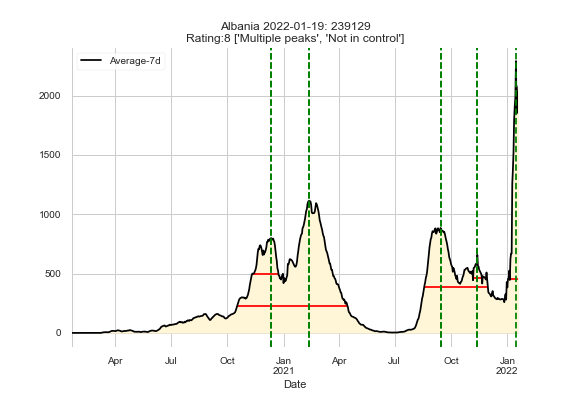 Albania 2022-01-19: 239129
Rating:8 ['Multiple peaks', 'Not in control']
Average-7d
2000
1500
1000
500
0
Apr
Jul
Oct
Jan
2021
Apr
Jul
Oct
Jan
2022
Date